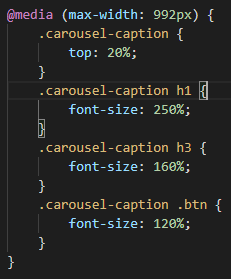 @media (max-width: 992px) {
    .carousel-caption {
        top: 20%;
    }
    .carousel-caption h1 {
        font-size: 250%;
    }
    .carousel-caption h3 {
        font-size: 160%;
    }
    .carousel-caption .btn {
        font-size: 120%;
    }
}